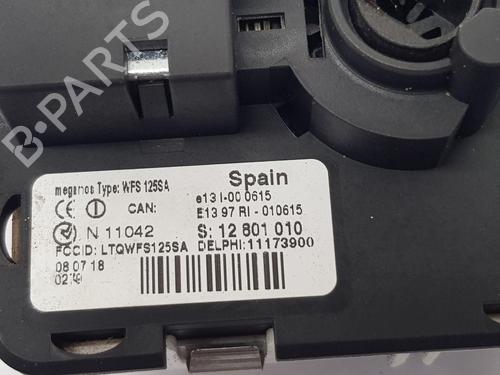 B-PARTS
meganos Type: WFS 125SA
Spain
e13 I-00 0615
CAN:
E13 97 RI - 010615
N 11042
S: 12 801 010
FCCID: LTQWFS125SA DELPHI:11173900
08 07 18